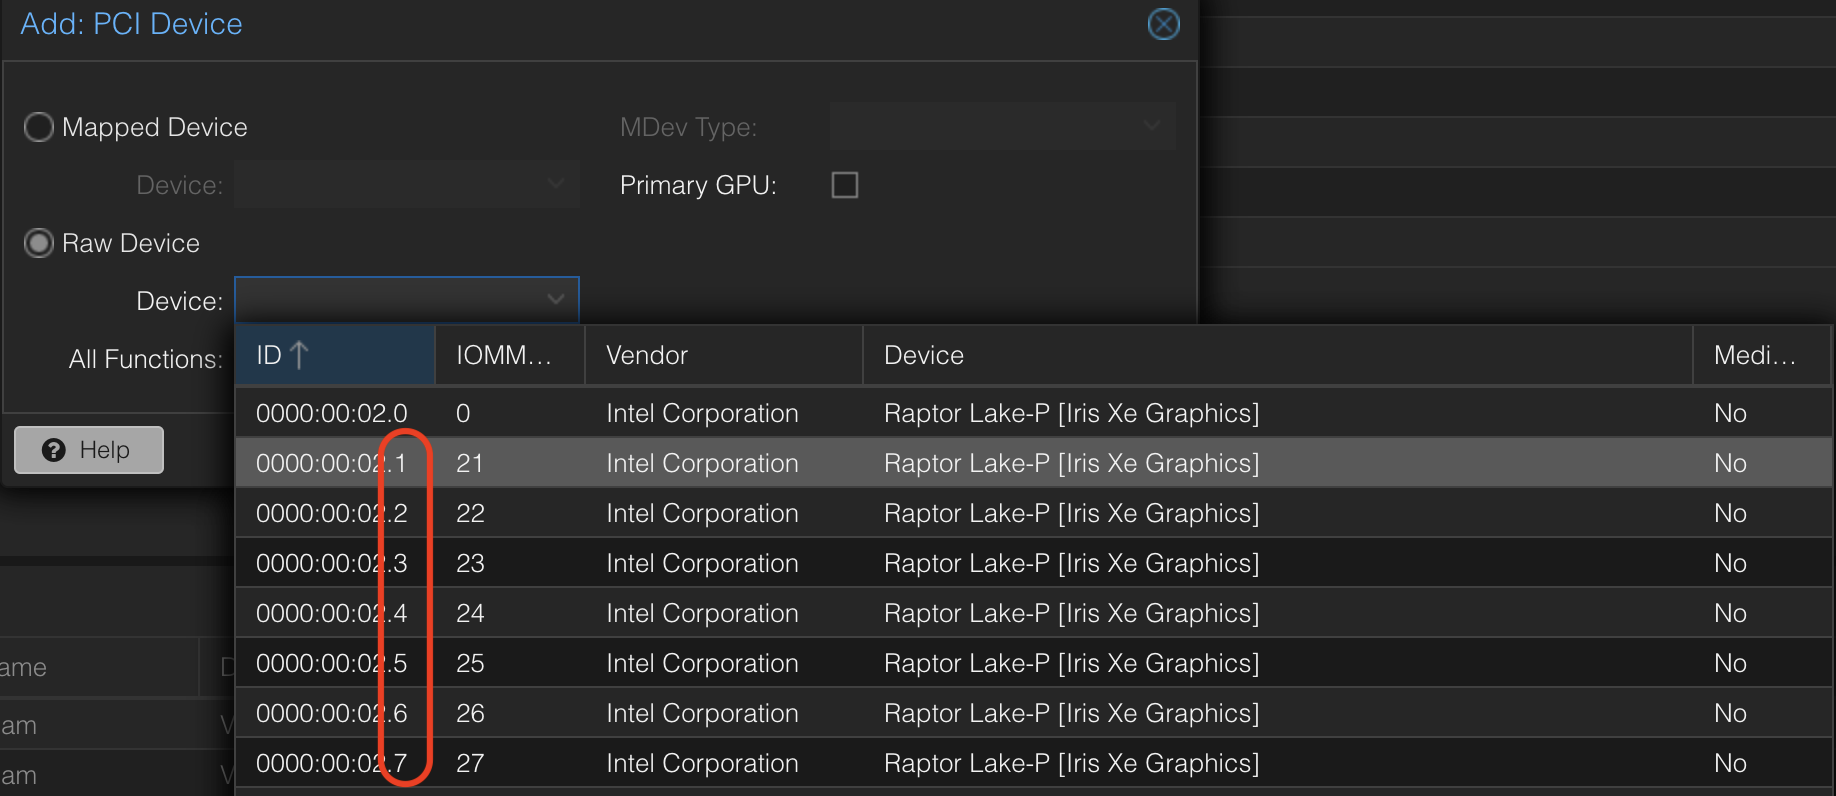 Add: PCI Device
Mapped Device
MDev Type:
Device:
Primary GPU:
Raw Device
Device:
All Functions:
ID IOMM... Vendor Device Medi...
0000:00:02.0 0 Intel Corporation Raptor Lake-P [Iris Xe Graphics] No
Help
0000:00:02.1 21 Intel Corporation Raptor Lake-P [Iris Xe Graphics] No
0000:00:02.2 22 Intel Corporation Raptor Lake-P [Iris Xe Graphics] No
0000:00:02.3 23 Intel Corporation Raptor Lake-P [Iris Xe Graphics] No
0000:00:02.4 24 Intel Corporation Raptor Lake-P [Iris Xe Graphics] No
ame D
0000:00:02.5 25 Intel Corporation Raptor Lake-P [Iris Xe Graphics] No
am V
0000:00:02.6 26 Intel Corporation Raptor Lake-P [Iris Xe Graphics] No
am V
0000:00:02.7 27 Intel Corporation Raptor Lake-P [Iris Xe Graphics] No